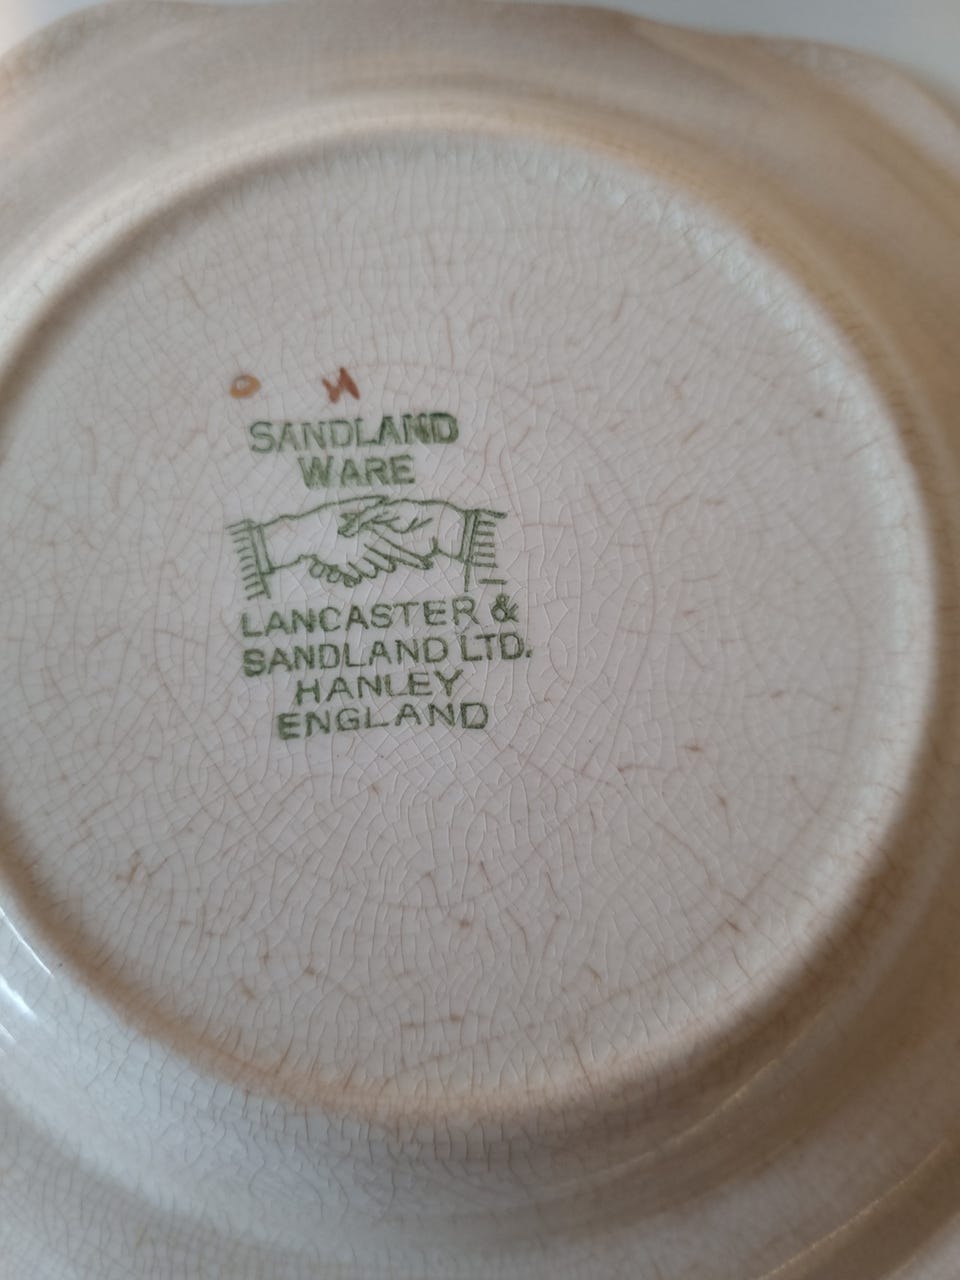 SANDLAND
WARE
LANCASTER &
SANDLAND LTD.
HANLEY
ENGLAND